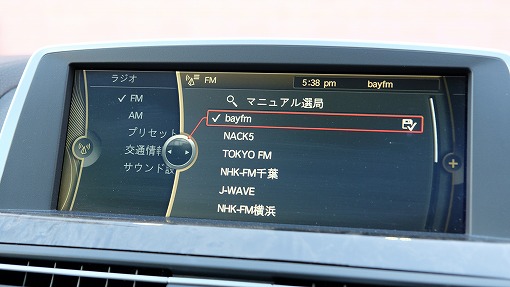 ラジオ
FM
AM
プリセット
交通情報
サウンド設
FM 5:38 pm bayfm
マニュアル選局
bayfm
NACK5
TOKYO FM
NHK-FM千葉
J-WAVE
NHK-FM横浜